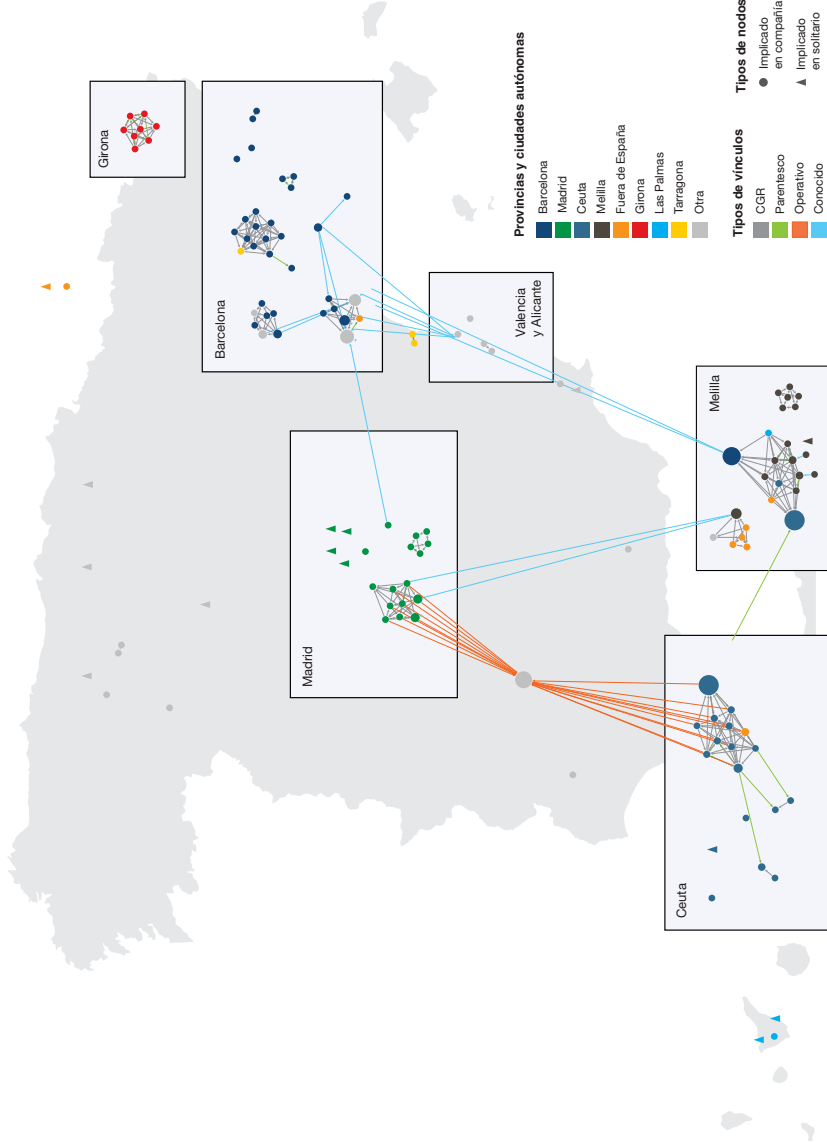 Girona
Barcelona
Valencia
y Alicante
Madrid
Melilla
Ceuta
Provincias y ciudades autónomas
Barcelona
Madrid
Ceuta
Melilla
Fuera de España
Girona
Las Palmas
Tarragona
Otra
Tipos de vínculos
CGR
Parentesco
Operativo
Conocido
Tipos de nodos
Implicado
en compañía
Implicado
en solitario